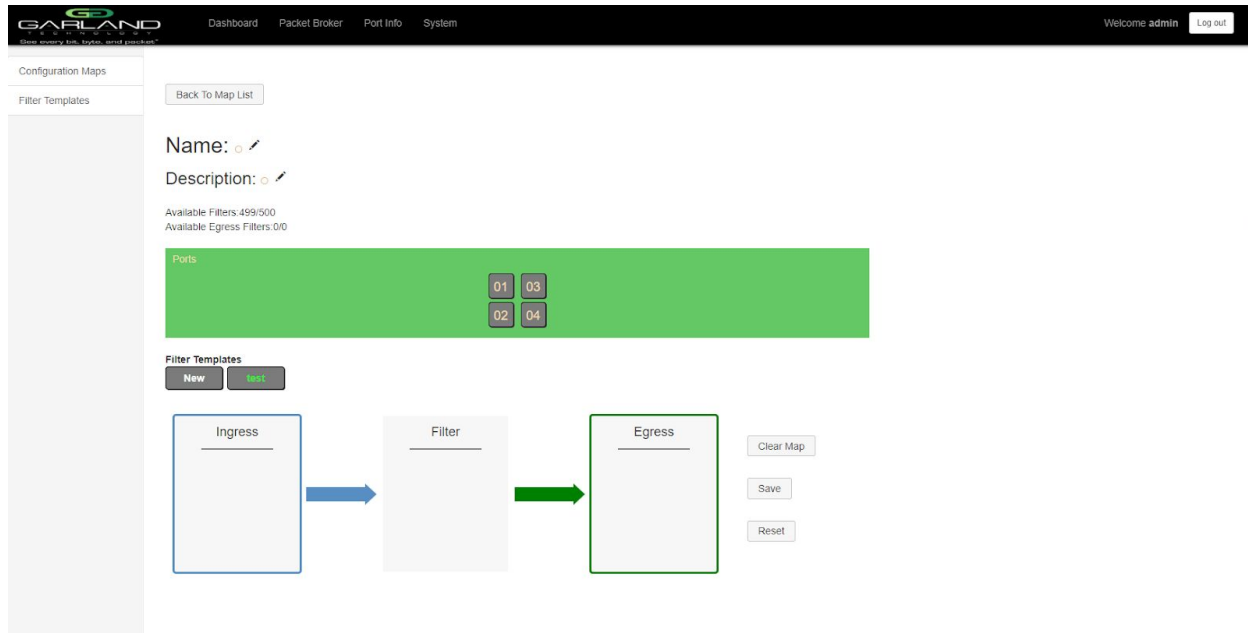 GARLAND
TECHNOLOGY
See every bit, byte, and packet™
Dashboard Packet Broker Port Info System
Welcome admin Log out
Configuration Maps
Filter Templates
Back To Map List
Name:
Description:
Available Filters:499/500
Available Egress Filters:0/0
Ports
01 03
02 04
Filter Templates
New test
Ingress Filter Egress
Clear Map
Save
Reset